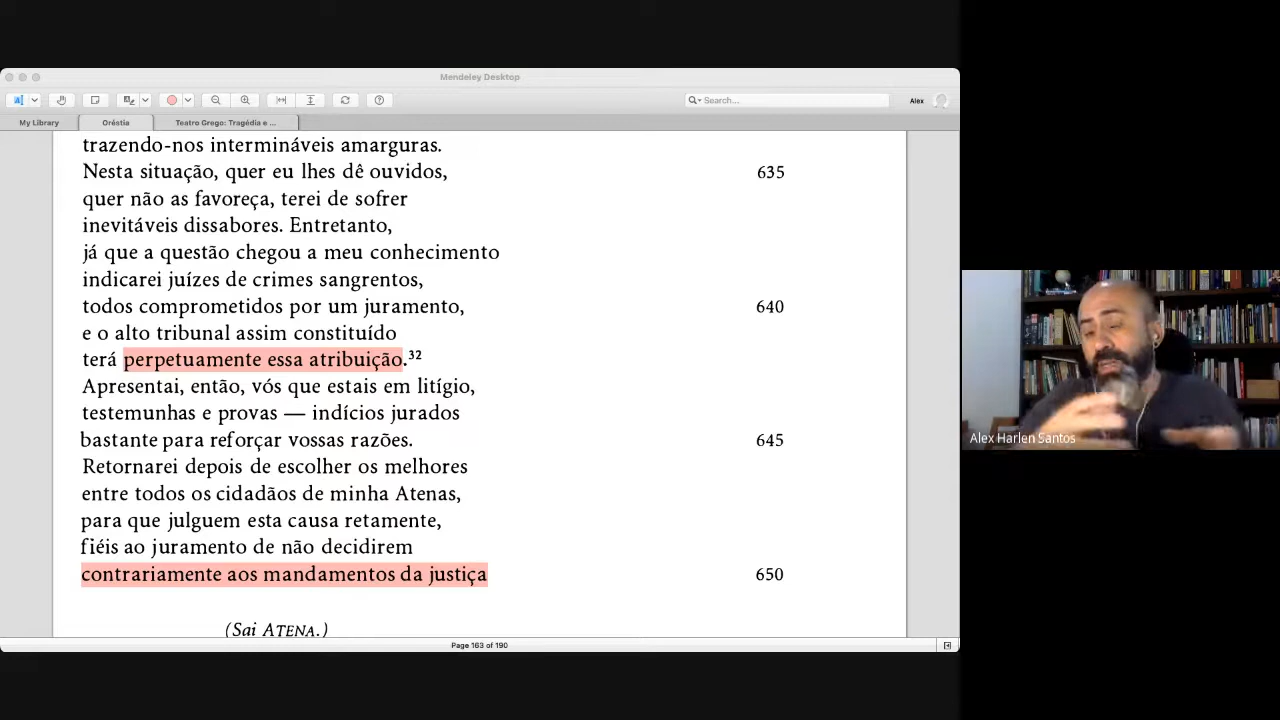 Mendeley Desktop
Search...
Alex
My Library
Oréstia
Teatro Grego: Tragédia e ...
trazendo-nos intermináveis amarguras.
Nesta situação, quer eu lhes dê ouvidos, 635
quer não as favoreça, terei de sofrer
inevitáveis dissabores. Entretanto,
já que a questão chegou a meu conhecimento
indicarei juízes de crimes sangrentos,
todos comprometidos por um juramento, 640
e o alto tribunal assim constituído
terá perpetuamente essa atribuição.³²
Apresentai, então, vós que estais em litígio,
testemunhas e provas — indícios jurados
bastante para reforçar vossas razões. 645
Retornarei depois de escolher os melhores
entre todos os cidadãos de minha Atenas,
para que julguem esta causa retamente,
fiéis ao juramento de não decidirem
contrariamente aos mandamentos da justiça 650
(Sai ATENA.)
Page 163 of 190
Alex Harlen Santos